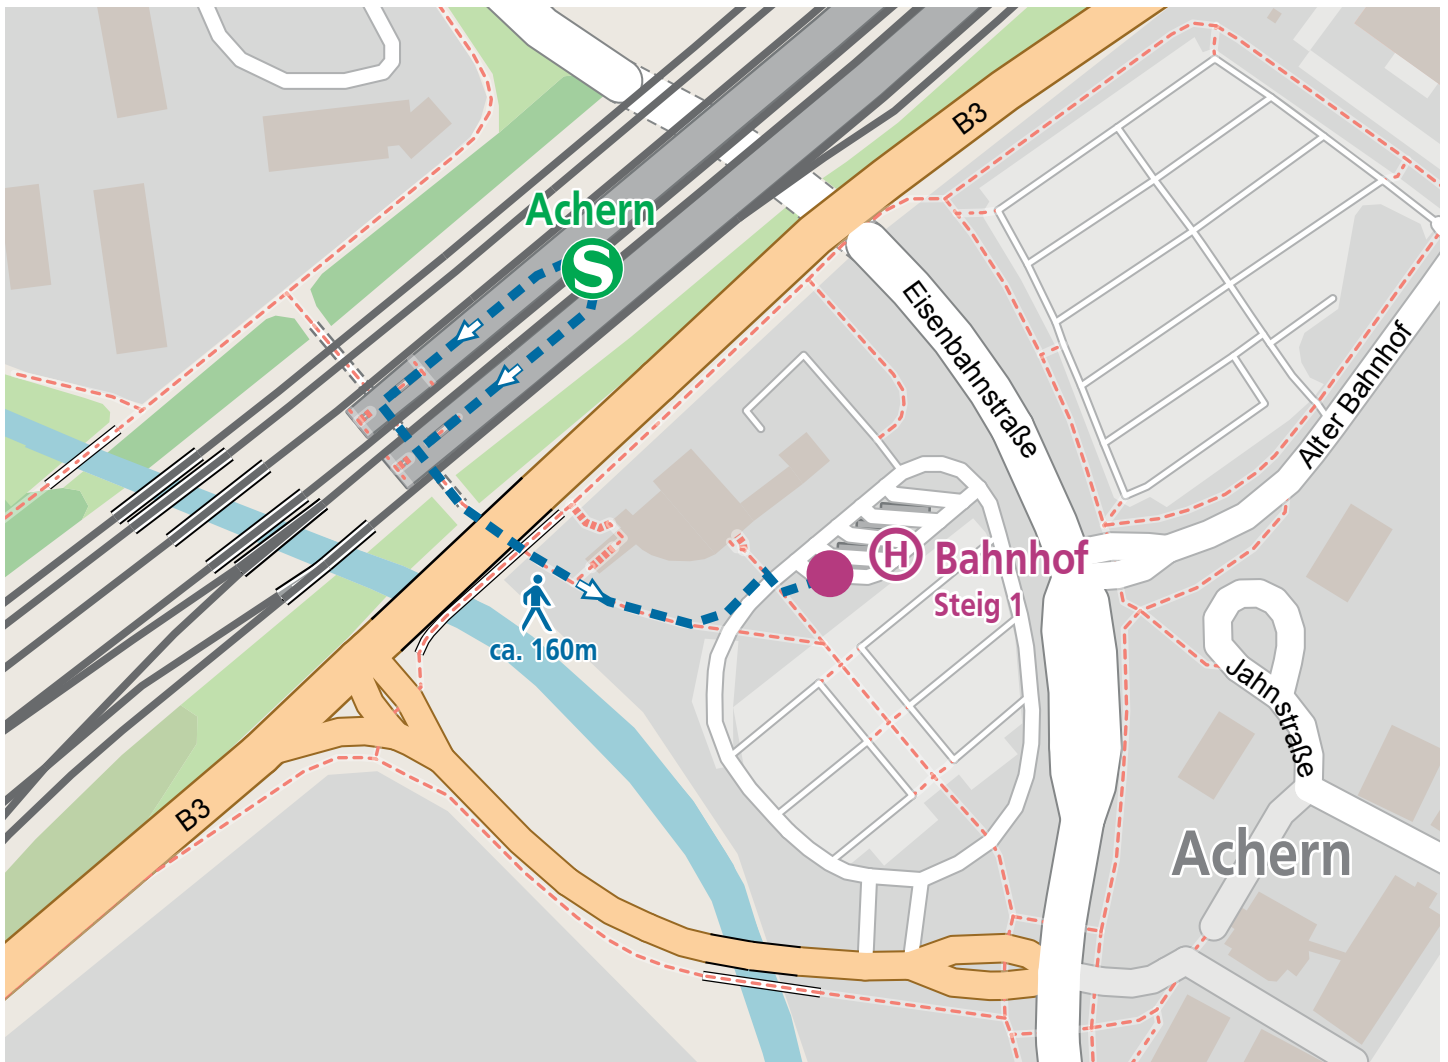 B3
Achern
S
Eisenbahnstraße
Alter Bahnhof
H Bahnhof
Steig 1
ca. 160m
Jahnstraße
B3
Achern